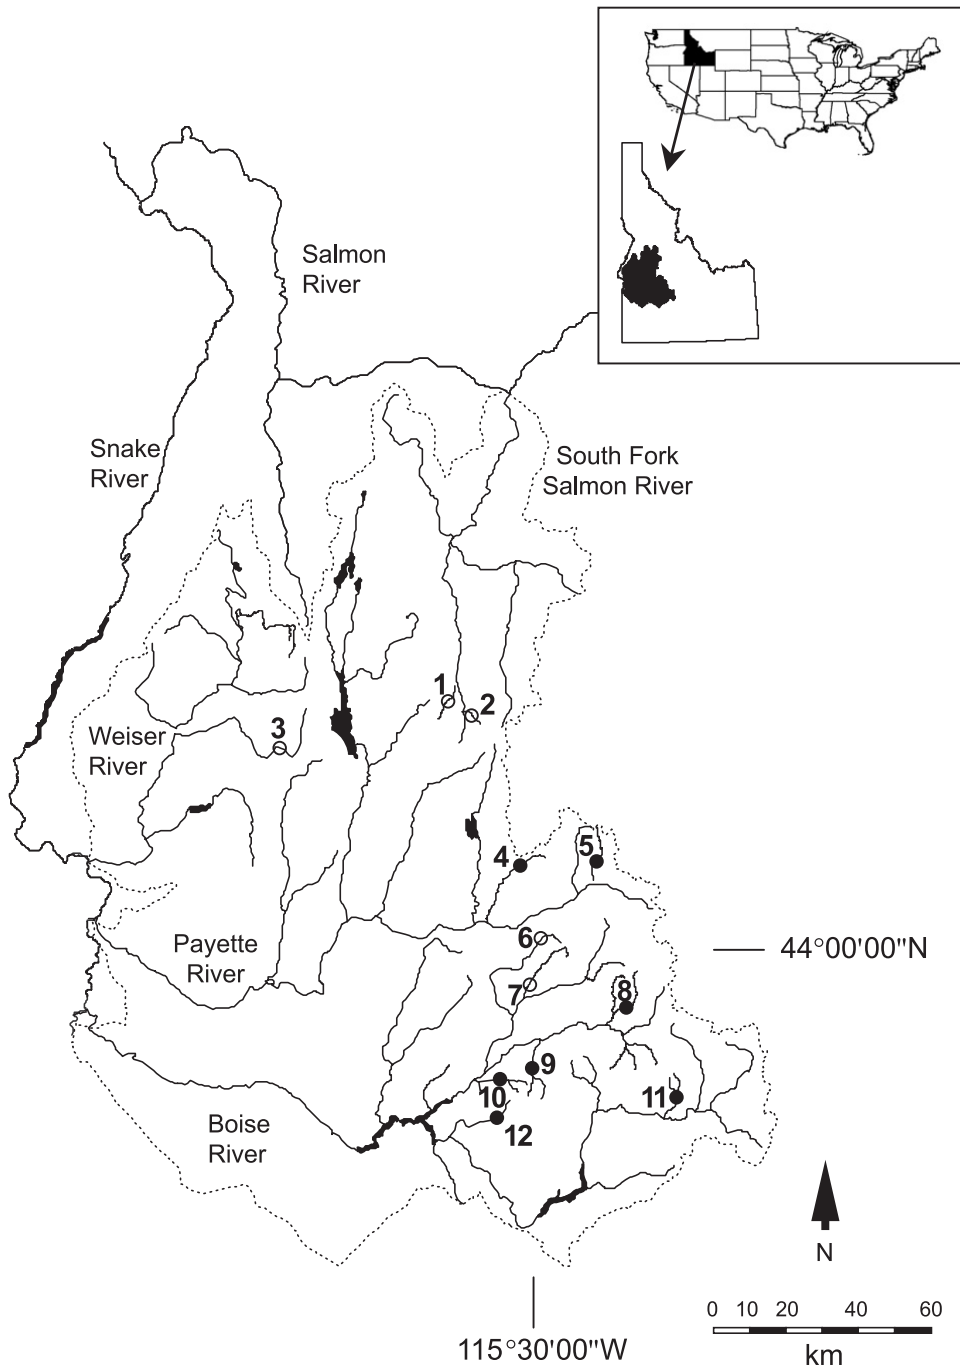 Salmon
River
Snake
River
South Fork
Salmon River
1
2
3
Weiser
River
4
5
6
Payette
River
44°00'00"N
7
8
9
10
11
12
Boise
River
N
0 10 20 40 60
km
115°30'00"W